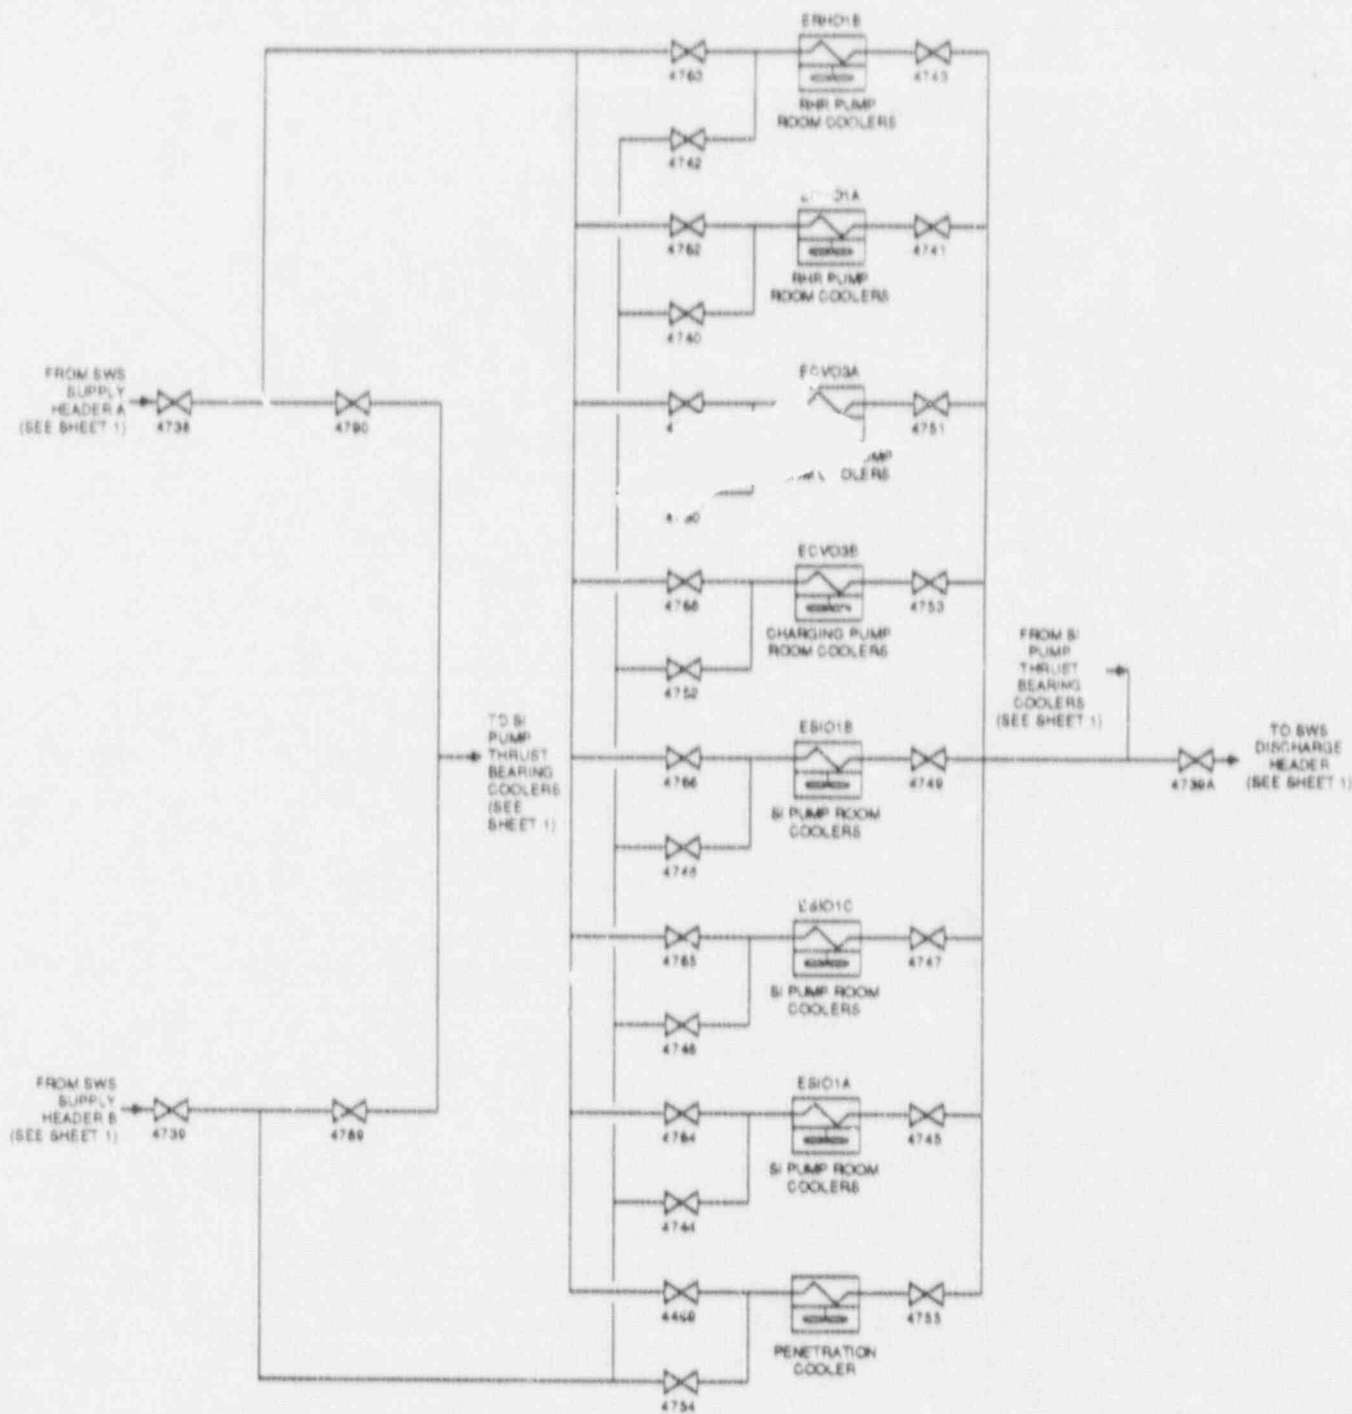 ERHO1B
4763
4743
RHR PUMP
ROOM COOLERS
4742
4762
4741
RHR PUMP
ROOM COOLERS
4740
FROM SWS
SUPPLY
HEADER A
(SEE SHEET 1)
4738
4790
ECVO3A
4751
COOLERS
ECVO3B
4768
4753
CHARGING PUMP
ROOM COOLERS
4752
FROM SI
PUMP
THRUST
BEARING
COOLERS
(SEE SHEET 1)
TO SI
PUMP
THRUST
BEARING
COOLERS
(SEE
SHEET 1)
ESIO1B
4766
4749
SI PUMP ROOM
COOLERS
4739A
TO SWS
DISCHARGE
HEADER
(SEE SHEET 1)
ESIO1C
4765
4747
SI PUMP ROOM
COOLERS
4746
FROM SWS
SUPPLY
HEADER B
(SEE SHEET 1)
4739
4789
ESIO1A
4764
4745
SI PUMP ROOM
COOLERS
4744
4755
PENETRATION
COOLER
4754